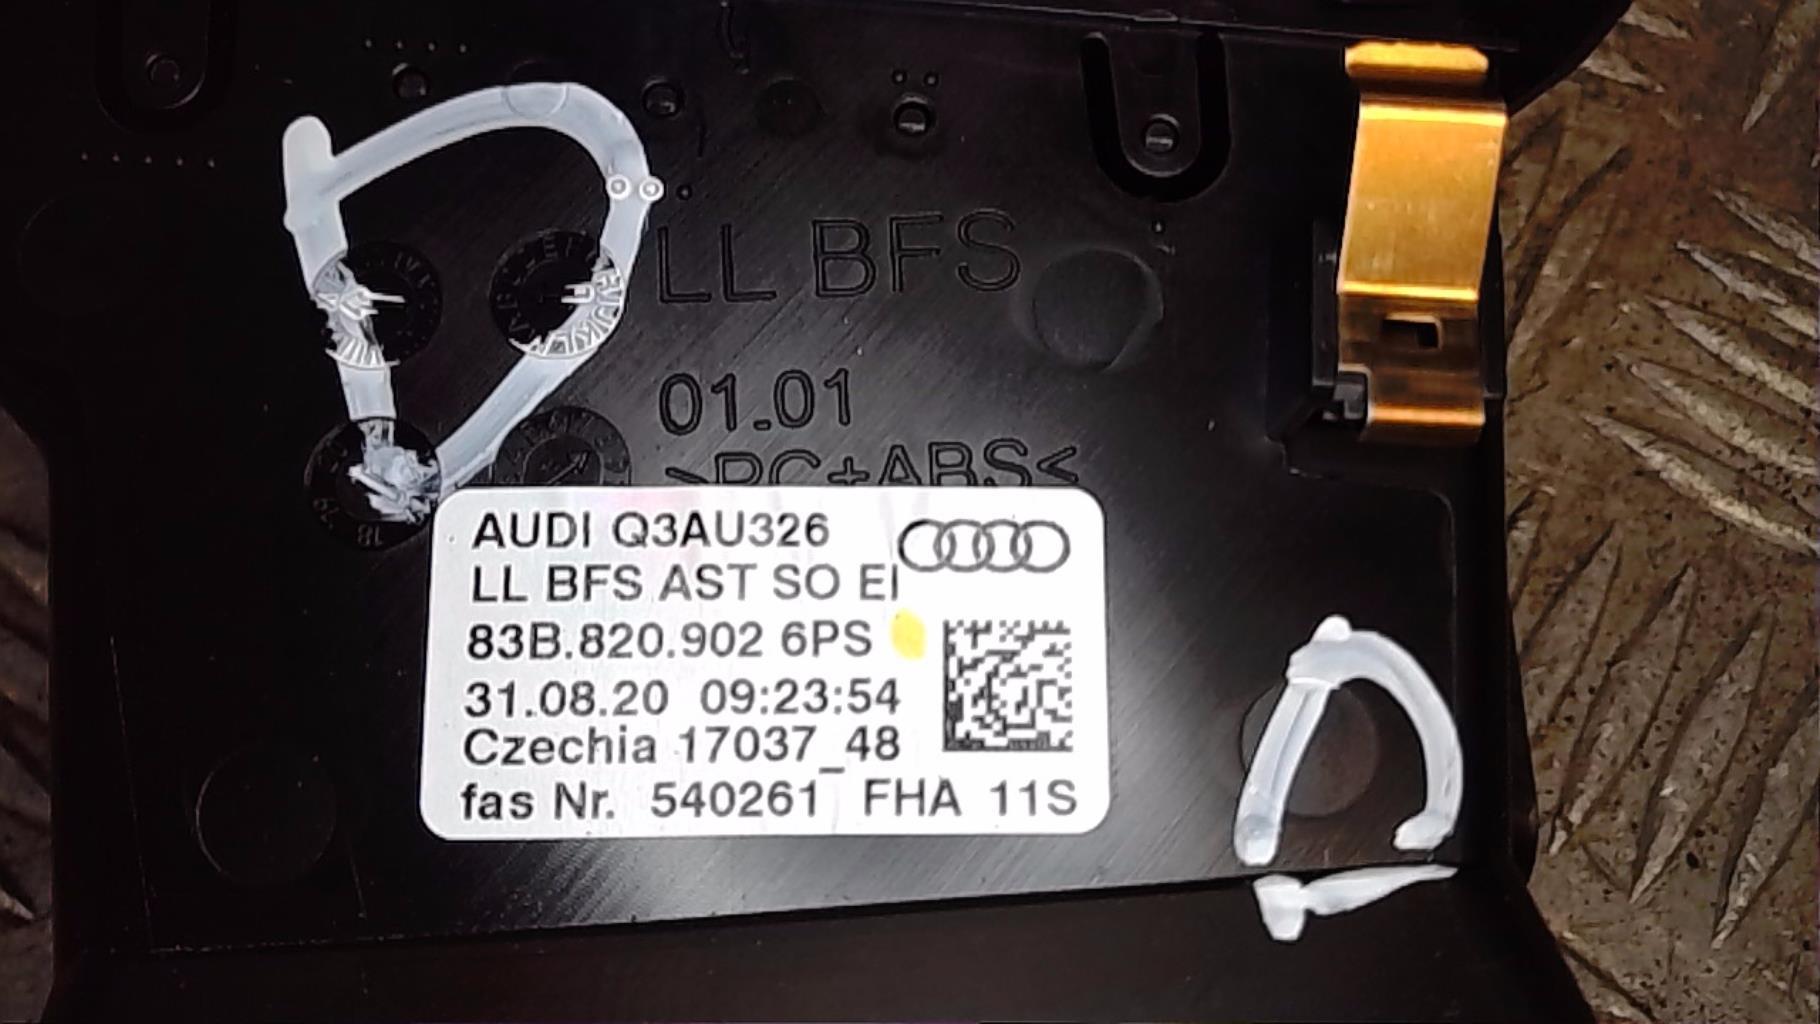 LL BFS
01.01
>PC+ABS<
AUDI Q3AU326
LL BFS AST SO EI
83B.820.902 6PS
31.08.20 09:23:54
Czechia 17037_48
fas Nr. 540261 FHA 11S